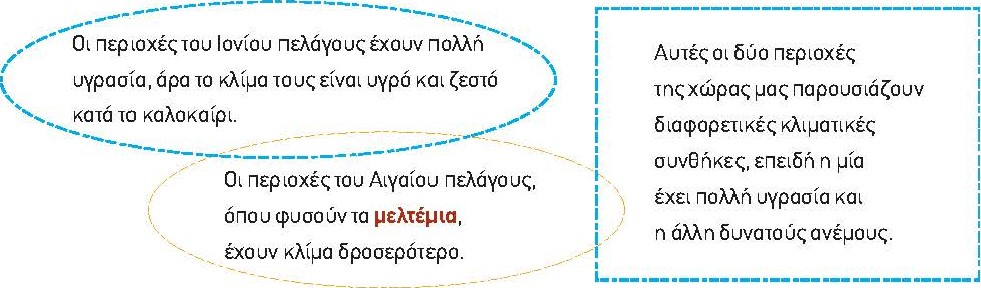 Οι περιοχές του Ιονίου πελάγους έχουν πολλή
υγρασία, άρα το κλίμα τους είναι υγρό και ζεστό
κατά το καλοκαίρι.
Οι περιοχές του Αιγαίου πελάγους,
όπου φυσούν τα μελτέμια,
έχουν κλίμα δροσερότερο.
Αυτές οι δύο περιοχές
της χώρας μας παρουσιάζουν
διαφορετικές κλιματικές
συνθήκες, επειδή η μία
έχει πολλή υγρασία και
η άλλη δυνατούς ανέμους.